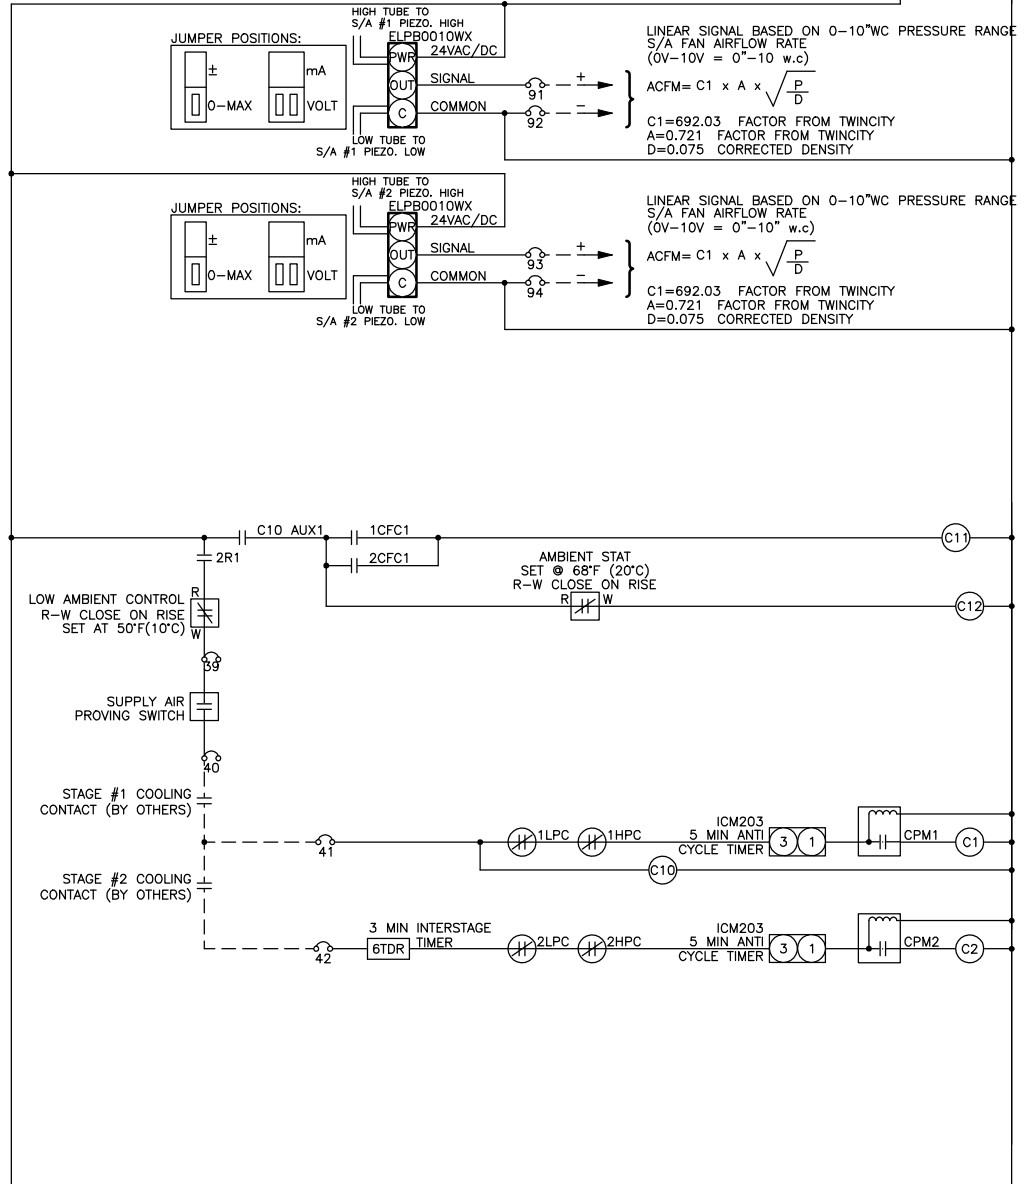 HIGH TUBE TO
S/A #1 PIEZO. HIGH
ELPB0010WX
JUMPER POSITIONS:
±
mA
0-MAX
VOLT
PWR
24VAC/DC
OUT
SIGNAL
91
+
C
COMMON
92
−
LOW TUBE TO
S/A #1 PIEZO. LOW
LINEAR SIGNAL BASED ON 0-10"WC PRESSURE RANGE
S/A FAN AIRFLOW RATE
(0V-10V = 0"-10 w.c)
ACFM= C1 x A x √ P
D
C1=692.03 FACTOR FROM TWINCITY
A=0.721 FACTOR FROM TWINCITY
D=0.075 CORRECTED DENSITY
HIGH TUBE TO
S/A #2 PIEZO. HIGH
ELPB0010WX
JUMPER POSITIONS:
±
mA
0-MAX
VOLT
PWR
24VAC/DC
OUT
SIGNAL
93
+
C
COMMON
94
−
LOW TUBE TO
S/A #2 PIEZO. LOW
LINEAR SIGNAL BASED ON 0-10"WC PRESSURE RANGE
S/A FAN AIRFLOW RATE
(0V-10V = 0"-10" w.c)
ACFM= C1 x A x √ P
D
C1=692.03 FACTOR FROM TWINCITY
A=0.721 FACTOR FROM TWINCITY
D=0.075 CORRECTED DENSITY
C10 AUX1
1CFC1
C11
2R1
2CFC1
AMBIENT STAT
SET @ 68°F (20°C)
R-W CLOSE ON RISE
R
W
C12
LOW AMBIENT CONTROL
R-W CLOSE ON RISE
SET AT 50°F(10°C)
R
W
39
SUPPLY AIR
PROVING SWITCH
40
STAGE #1 COOLING
CONTACT (BY OTHERS)
41
1LPC
1HPC
ICM203
5 MIN ANTI
CYCLE TIMER
3
1
CPM1
C1
C10
STAGE #2 COOLING
CONTACT (BY OTHERS)
42
3 MIN INTERSTAGE
TIMER
6TDR
2LPC
2HPC
ICM203
5 MIN ANTI
CYCLE TIMER
3
1
CPM2
C2